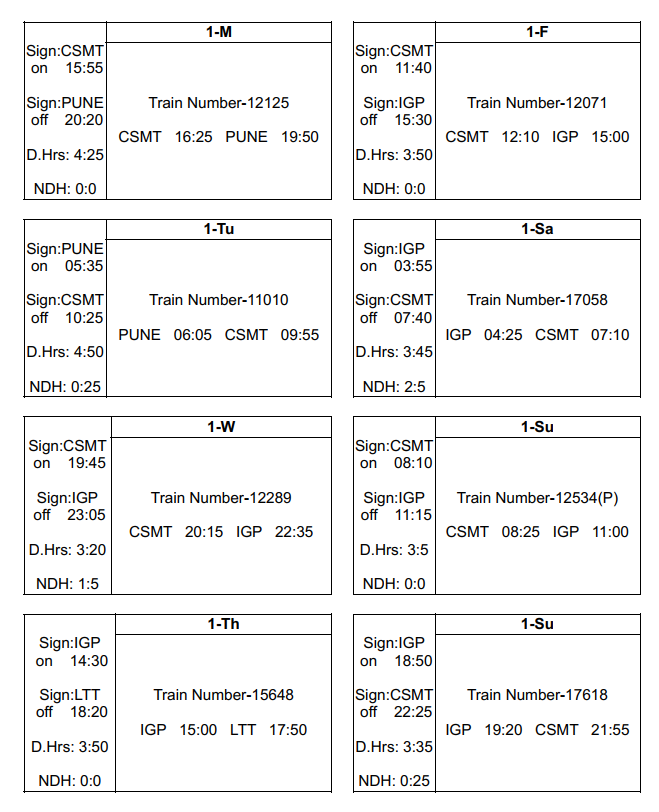 1-M
Sign:CSMT
on 15:55
Sign:PUNE
off 20:20
D.Hrs: 4:25
NDH: 0:0
Train Number-12125
CSMT 16:25 PUNE 19:50
1-F
Sign:CSMT
on 11:40
Sign:IGP
off 15:30
D.Hrs: 3:50
NDH: 0:0
Train Number-12071
CSMT 12:10 IGP 15:00
1-Tu
Sign:PUNE
on 05:35
Sign:CSMT
off 10:25
D.Hrs: 4:50
NDH: 0:25
Train Number-11010
PUNE 06:05 CSMT 09:55
1-Sa
Sign:IGP
on 03:55
Sign:CSMT
off 07:40
D.Hrs: 3:45
NDH: 2:5
Train Number-17058
IGP 04:25 CSMT 07:10
1-W
Sign:CSMT
on 19:45
Sign:IGP
off 23:05
D.Hrs: 3:20
NDH: 1:5
Train Number-12289
CSMT 20:15 IGP 22:35
1-Su
Sign:CSMT
on 08:10
Sign:IGP
off 11:15
D.Hrs: 3:5
NDH: 0:0
Train Number-12534(P)
CSMT 08:25 IGP 11:00
1-Th
Sign:IGP
on 14:30
Sign:LTT
off 18:20
D.Hrs: 3:50
NDH: 0:0
Train Number-15648
IGP 15:00 LTT 17:50
1-Su
Sign:IGP
on 18:50
Sign:CSMT
off 22:25
D.Hrs: 3:35
NDH: 0:25
Train Number-17618
IGP 19:20 CSMT 21:55